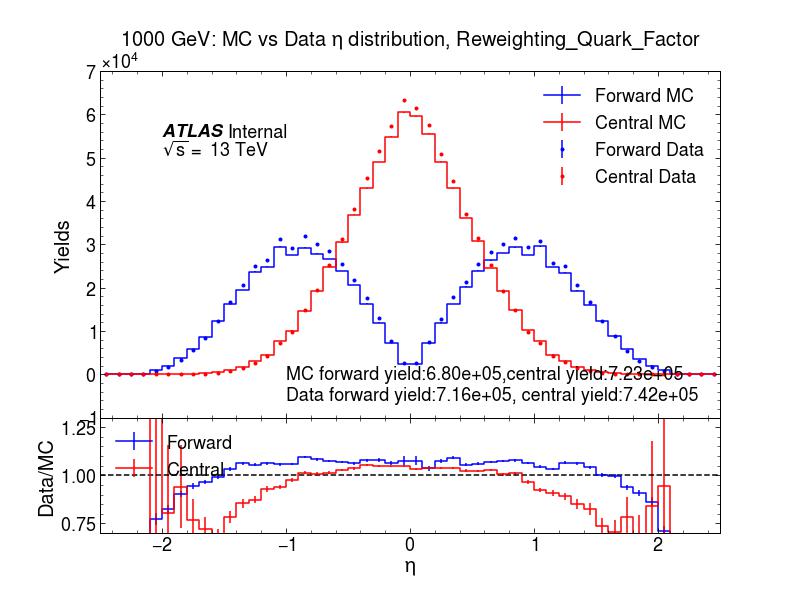 1000 GeV: MC vs Data η distribution, Reweighting_Quark_Factor
×10⁴
7
6
5
4
3
2
1
0
−1
Yields
ATLAS Internal
√s = 13 TeV
Forward MC
Central MC
Forward Data
Central Data
MC forward yield:6.80e+05,central yield:7.23e+05
Data forward yield:7.16e+05, central yield:7.42e+05
1.25
1.00
0.75
Data/MC
Forward
Central
−2 −1 0 1 2
η